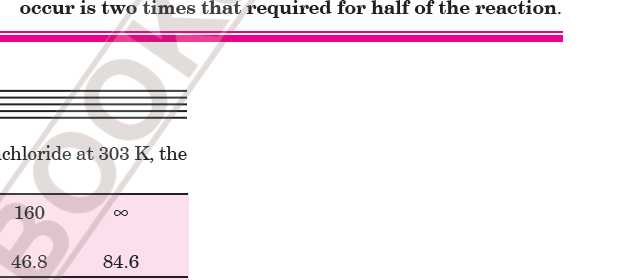 occur is two times that required for half of the reaction.
chloride at 303 K, the
160 ∞
46.8 84.6
BOOK